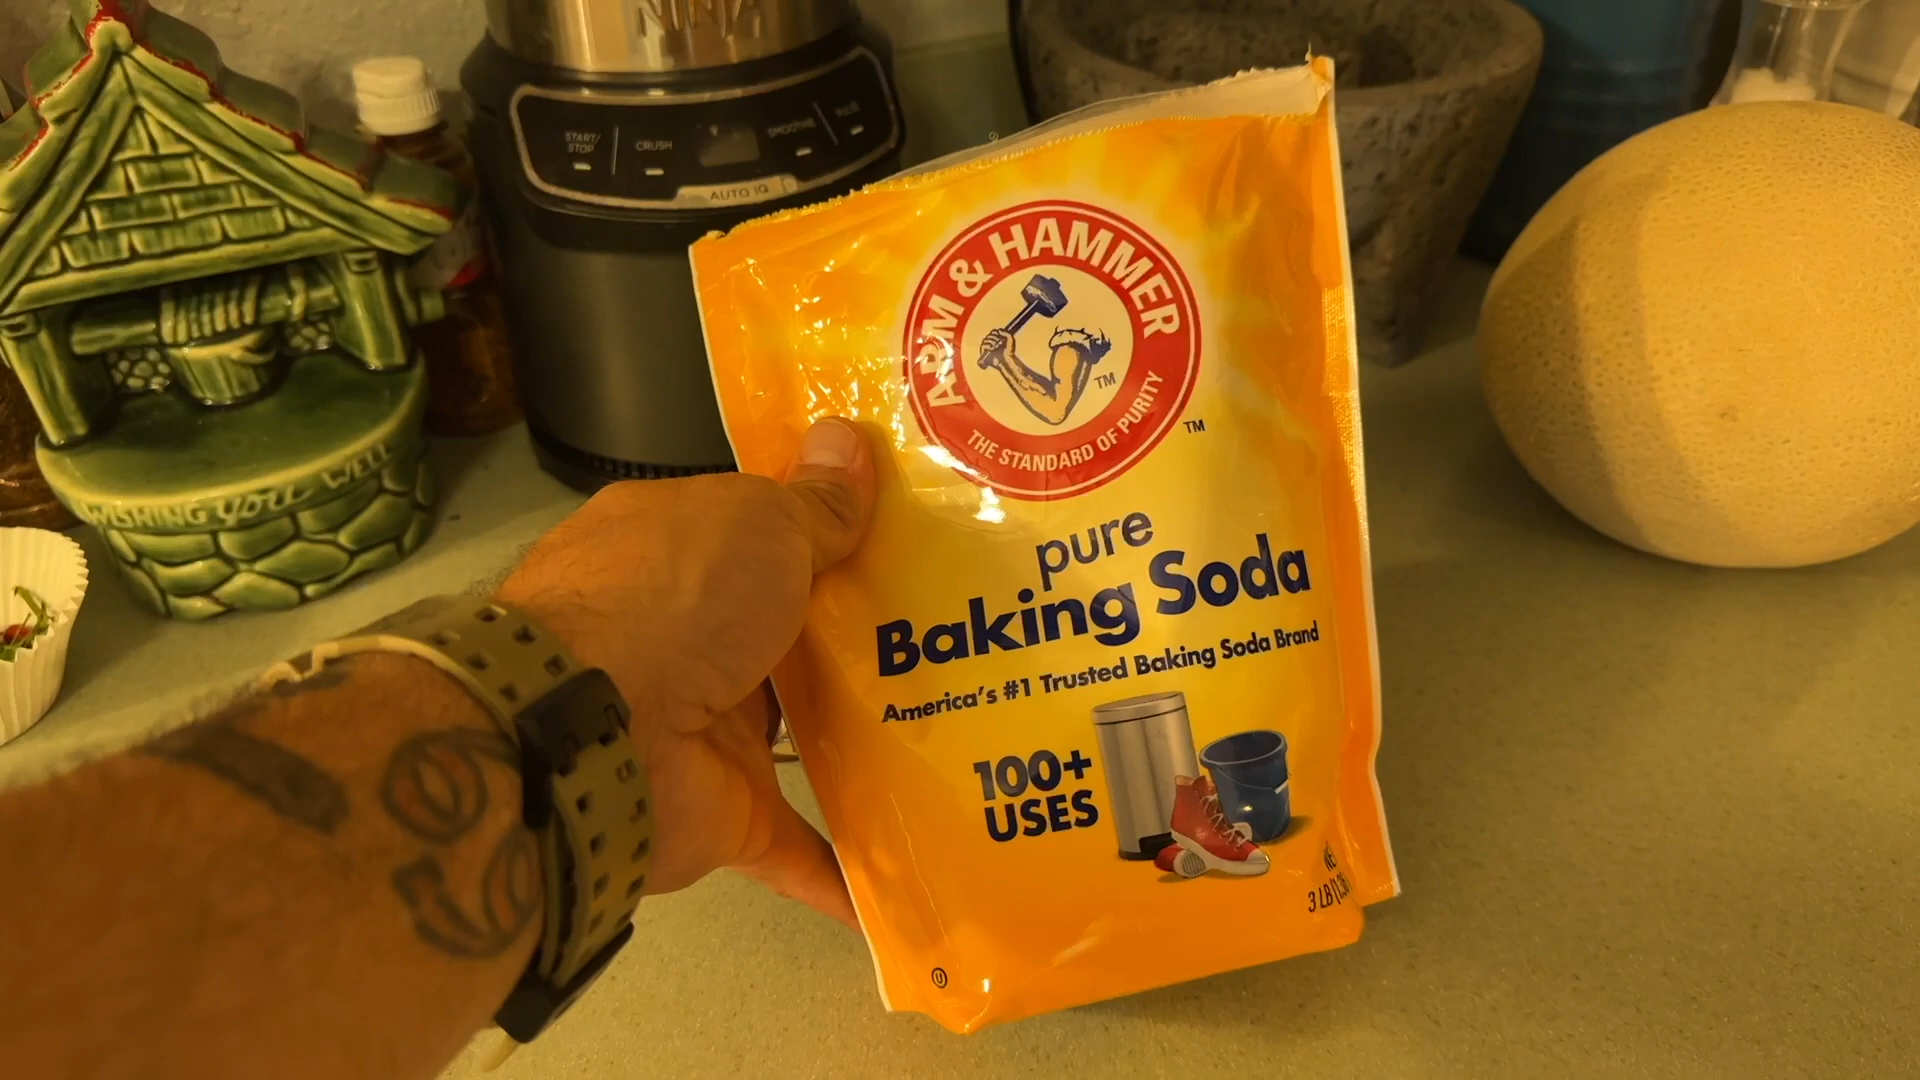 NINJA
START/
STOP
CRUSH
SMOOTHIE
AUTO IQ
WISHING YOU WELL
ARM & HAMMER
TM
THE STANDARD OF PURITY
TM
pure
Baking Soda
America's #1 Trusted Baking Soda Brand
100+
USES
3 LB
U